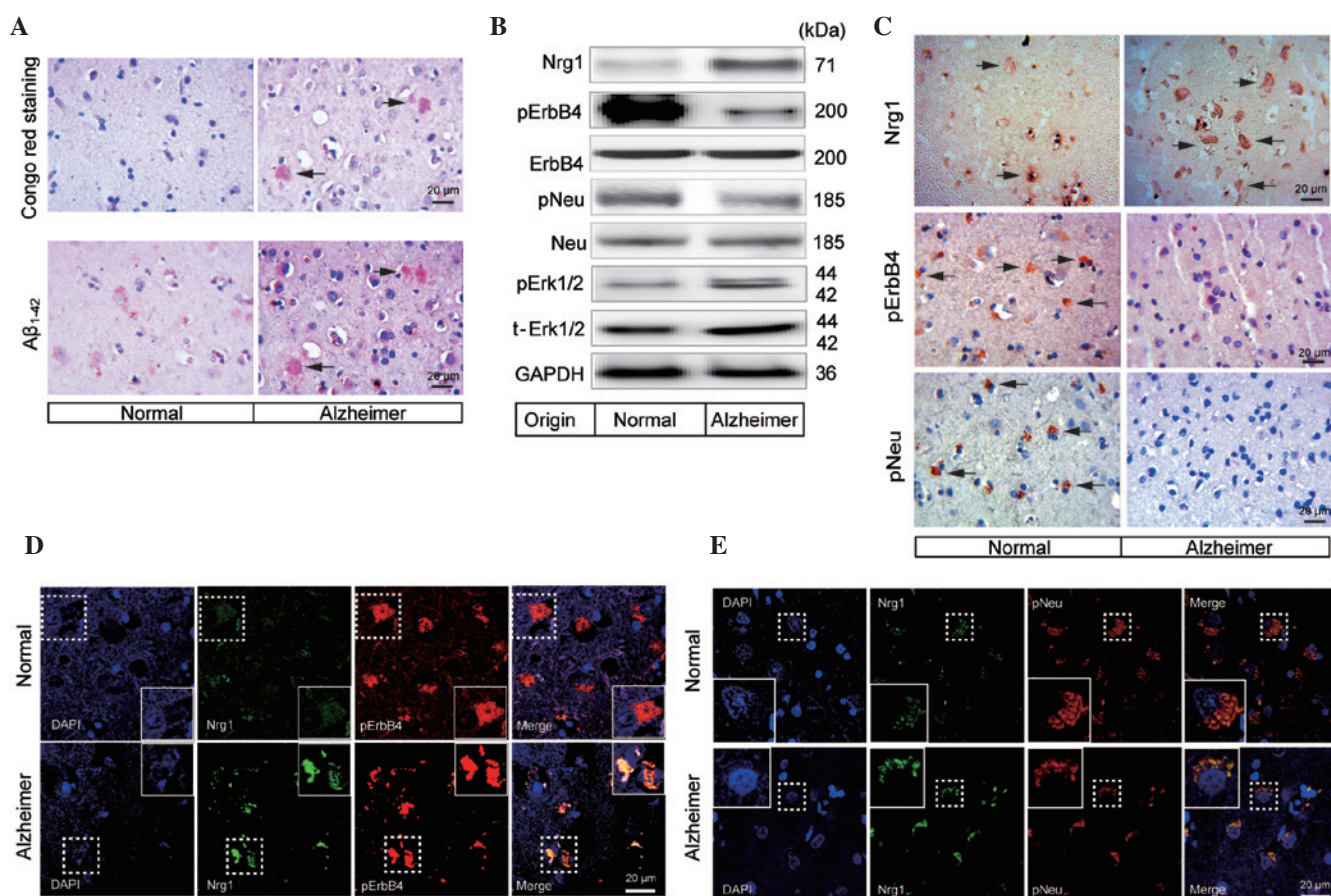 A
Congo red staining
20 µm
Aβ1-42
20 µm
Normal Alzheimer
B
(kDa)
Nrg1 71
pErbB4 200
ErbB4 200
pNeu 185
Neu 185
pErk1/2 44
42
t-Erk1/2 44
42
GAPDH 36
Origin Normal Alzheimer
C
Nrg1
20 µm
pErbB4
20 µm
pNeu
20 µm
Normal Alzheimer
D
Normal
DAPI Nrg1 pErbB4 Merge
Alzheimer
DAPI Nrg1 pErbB4 Merge
20 µm
E
Normal
DAPI Nrg1 pNeu Merge
Alzheimer
DAPI Nrg1 pNeu Merge
20 µm